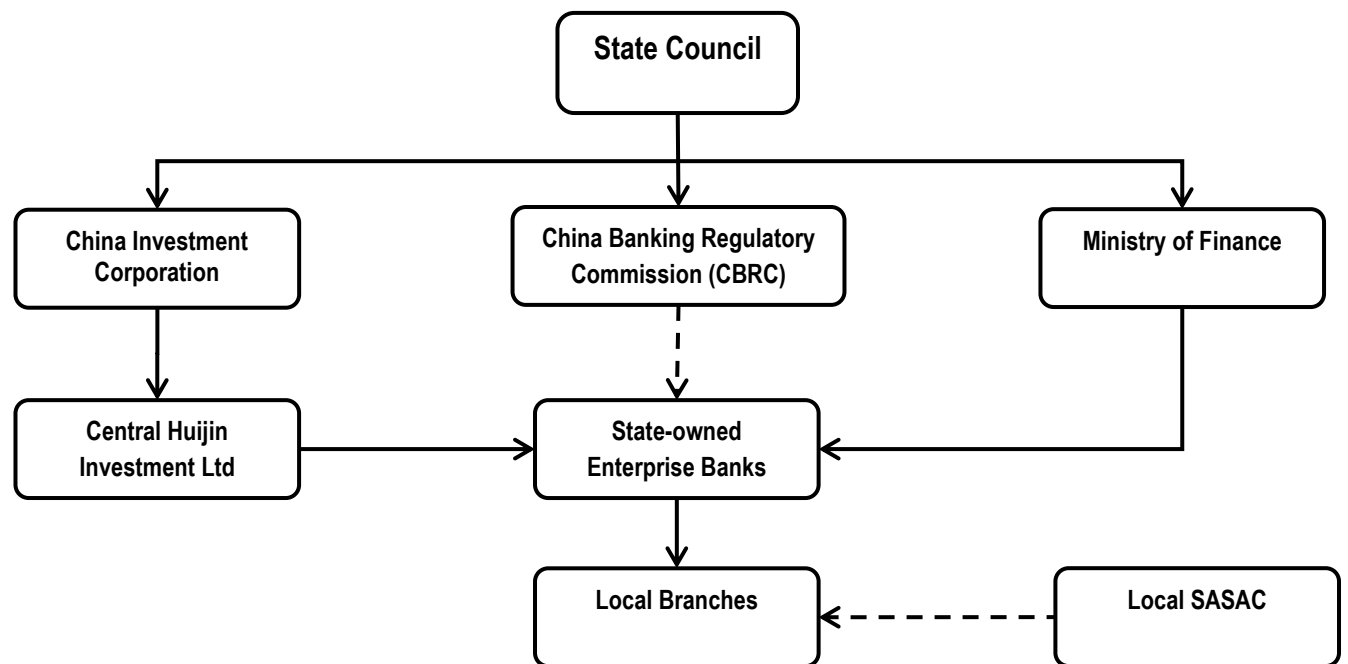 State Council
China Investment
Corporation
China Banking Regulatory
Commission (CBRC)
Ministry of Finance
Central Huijin
Investment Ltd
State-owned
Enterprise Banks
Local Branches
Local SASAC